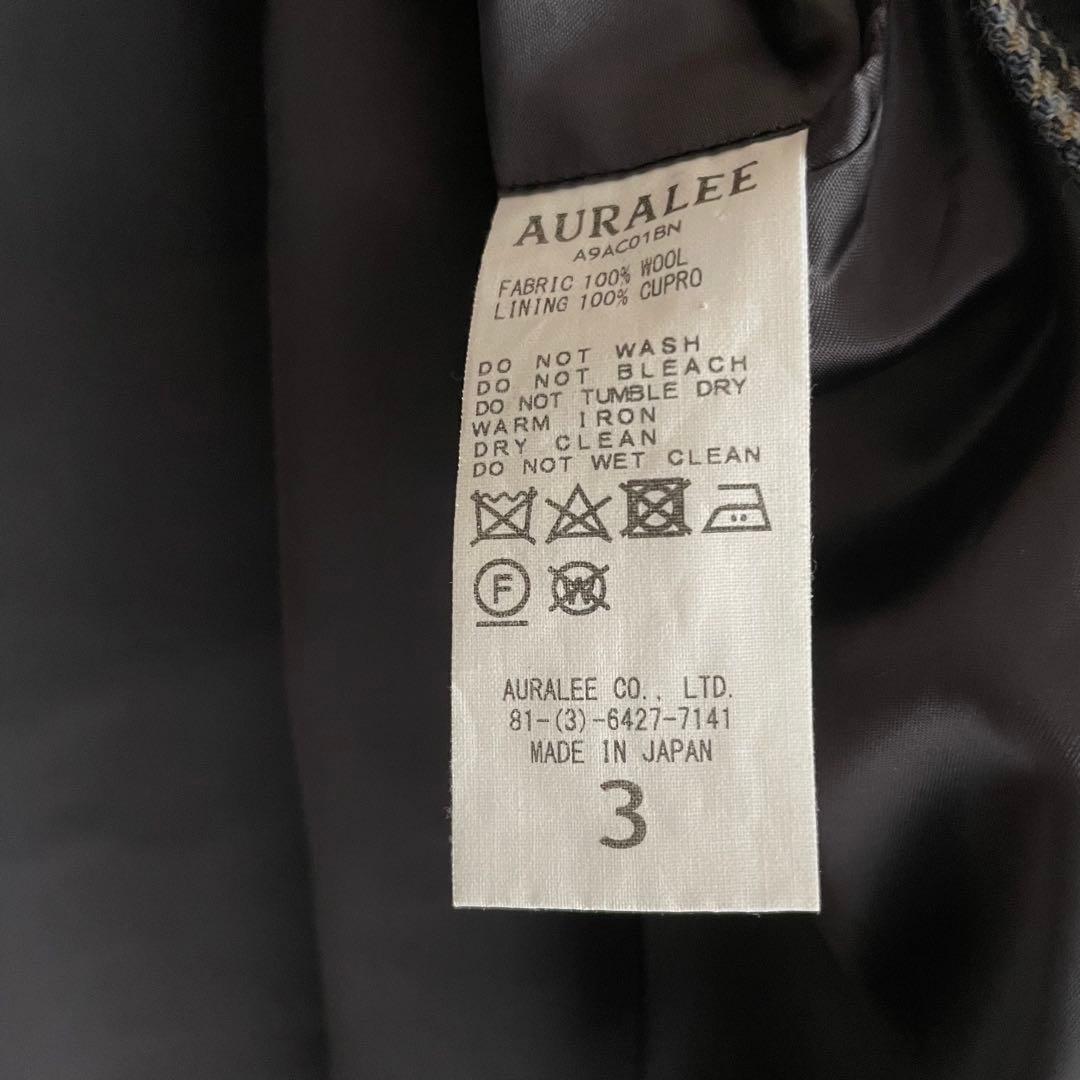 AURALEE
A9AC01BN
FABRIC 100% WOOL
LINING 100% CUPRO
DO NOT WASH
DO NOT BLEACH
DO NOT TUMBLE DRY
WARM IRON
DRY CLEAN
DO NOT WET CLEAN
F W
AURALEE CO., LTD.
81-(3)-6427-7141
MADE IN JAPAN
3